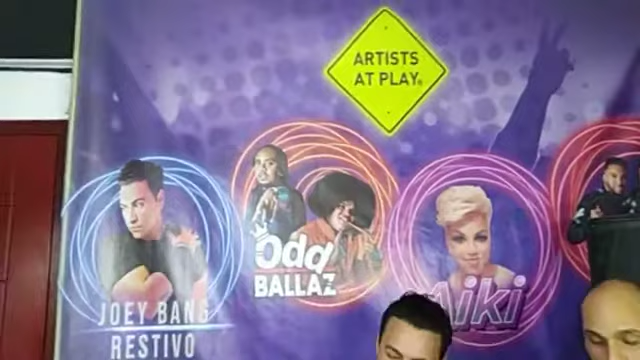 ARTISTS
AT PLAY
JOEY BANG
RESTIVO
Odd
BALLAZ
Aiki